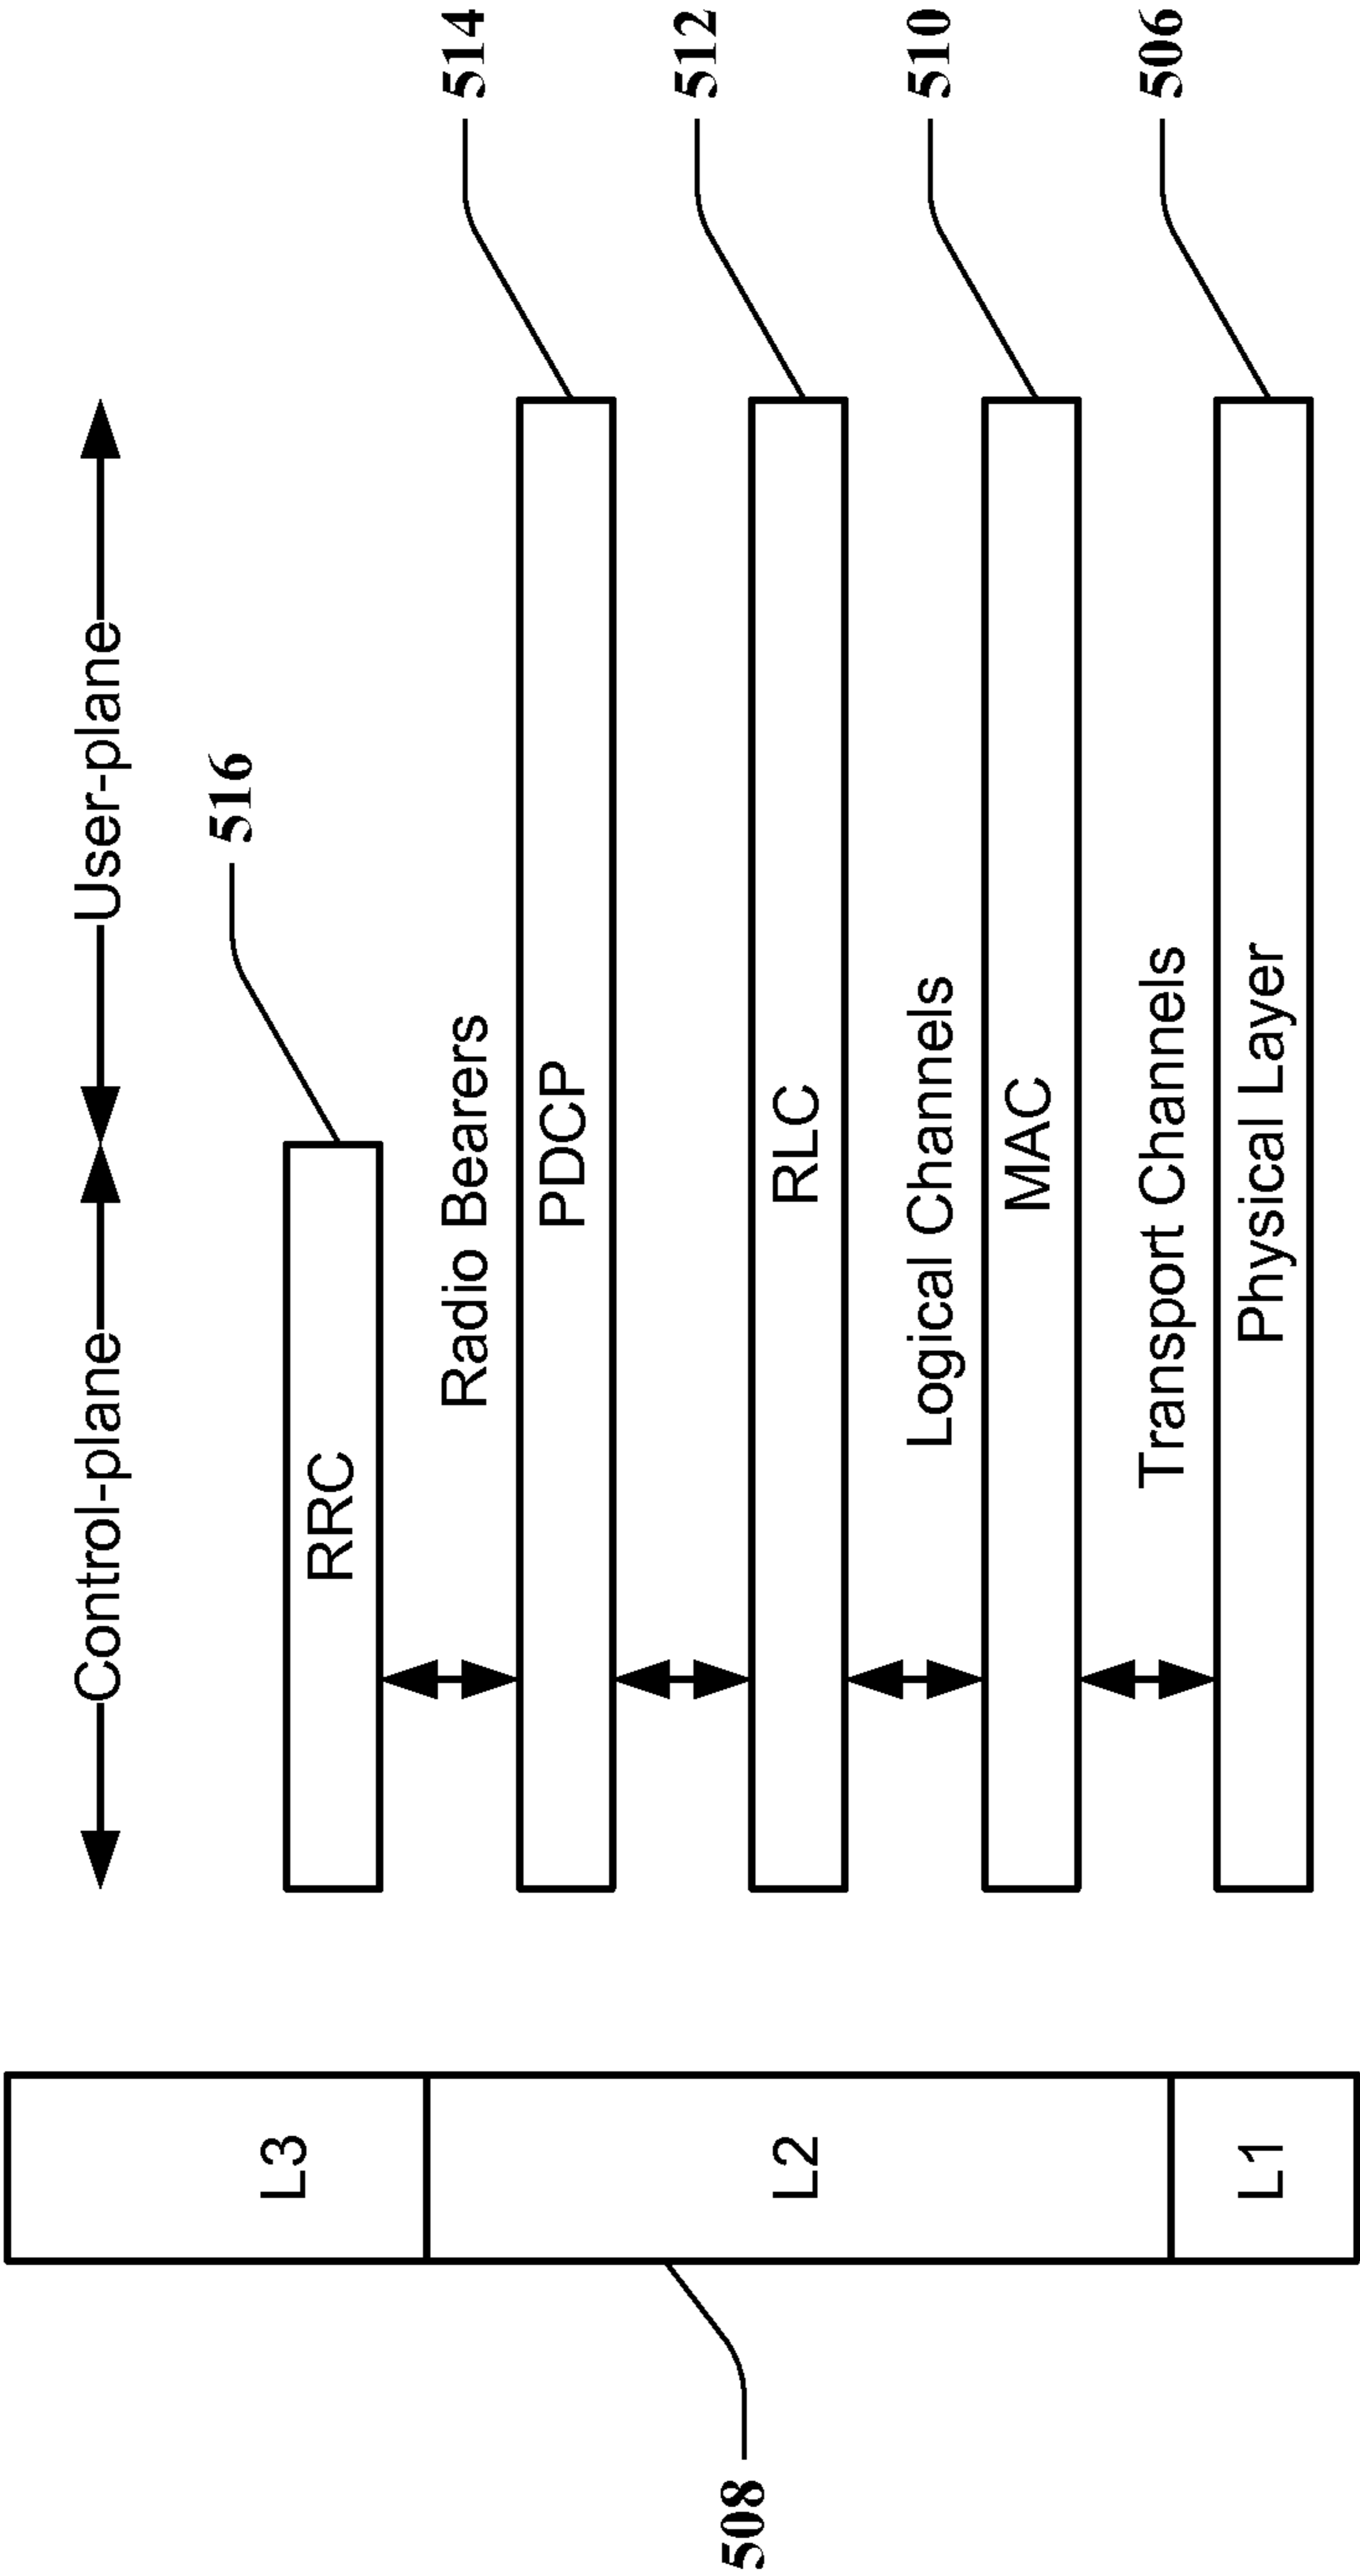 Control-plane
User-plane
516
RRC
L3
Radio Bearers
514
PDCP
512
L2
RLC
508
Logical Channels
510
MAC
Transport Channels
506
L1
Physical Layer